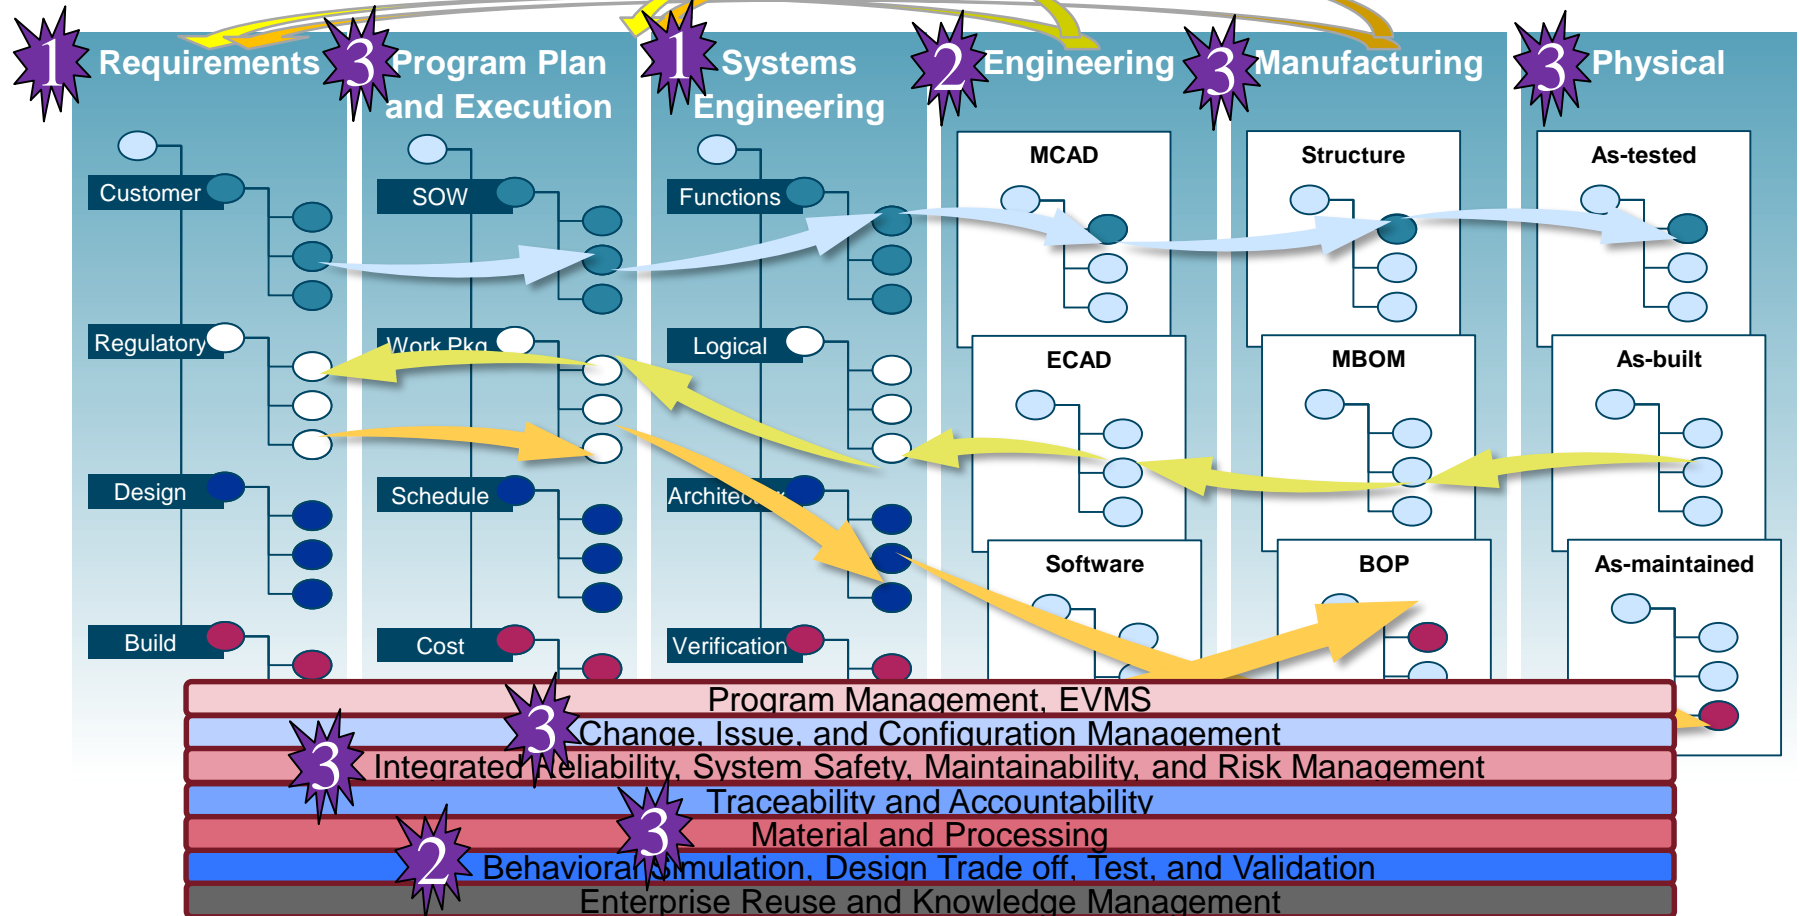 1 Requirements
3 Program Plan
and Execution
1 Systems
Engineering
2 Engineering
3 Manufacturing
3 Physical
Customer
Regulatory
Design
Build
SOW
Work Pkg
Schedule
Cost
Functions
Logical
Architecture
Verification
MCAD
ECAD
Software
Structure
MBOM
BOP
As-tested
As-built
As-maintained
Program Management, EVMS
3 Change, Issue, and Configuration Management
3 Integrated Reliability, System Safety, Maintainability, and Risk Management
Traceability and Accountability
3 Material and Processing
2 Behavioral Simulation, Design Trade off, Test, and Validation
Enterprise Reuse and Knowledge Management